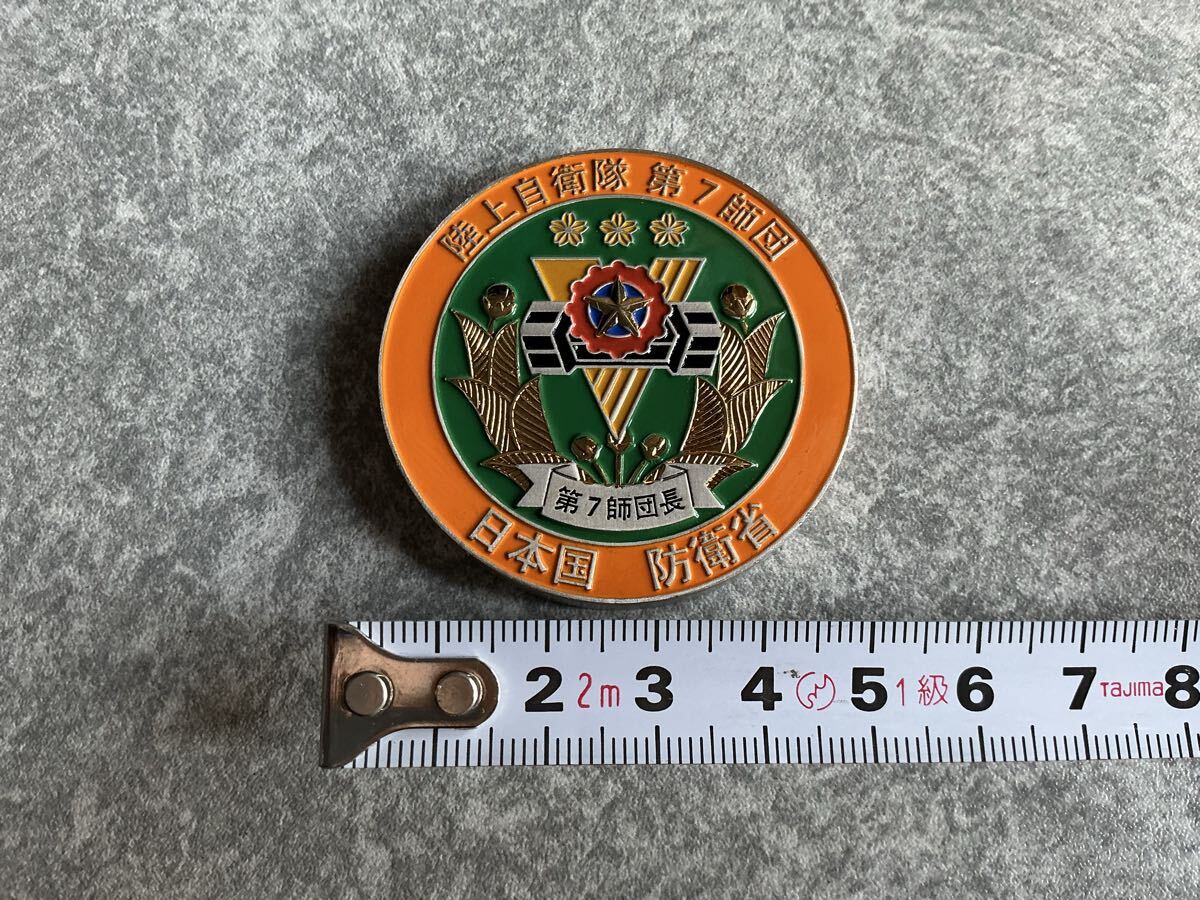 陸上自衛隊 第7師団
第7師団長
日本国 防衛省
2 2m 3 4 5 1級 6 7 TaJIMa 8